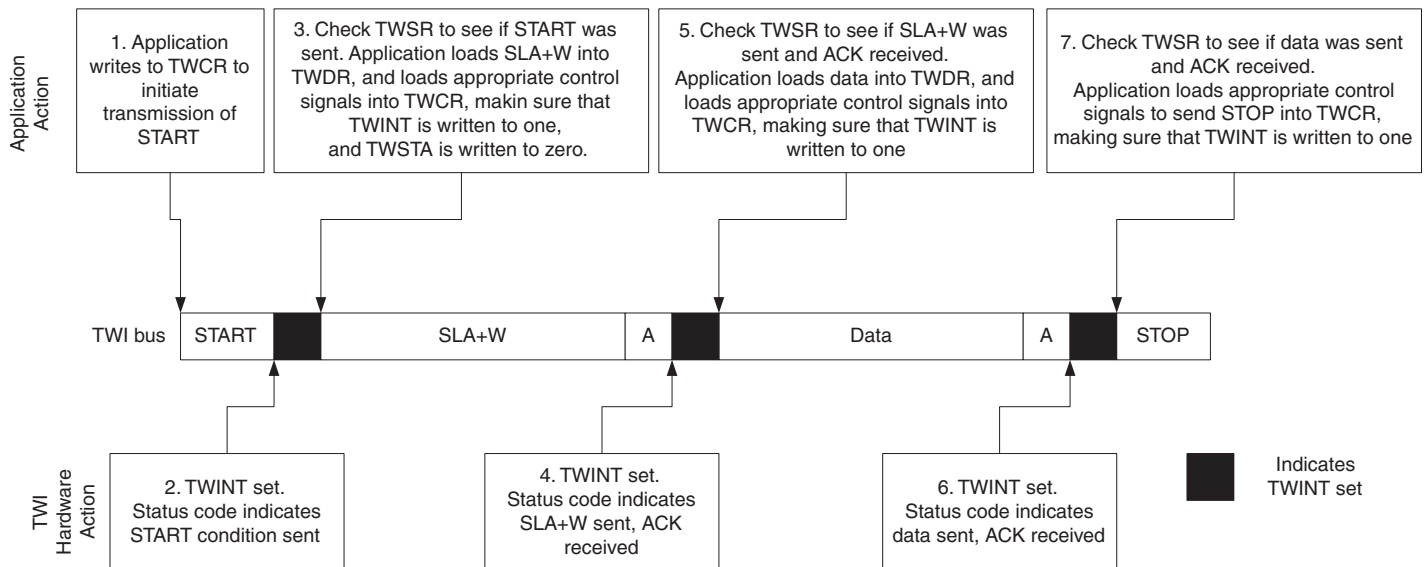 Application
Action
1. Application
writes to TWCR to
initiate
transmission of
START
3. Check TWSR to see if START was
sent. Application loads SLA+W into
TWDR, and loads appropriate control
signals into TWCR, makin sure that
TWINT is written to one,
and TWSTA is written to zero.
5. Check TWSR to see if SLA+W was
sent and ACK received.
Application loads data into TWDR, and
loads appropriate control signals into
TWCR, making sure that TWINT is
written to one
7. Check TWSR to see if data was sent
and ACK received.
Application loads appropriate control
signals to send STOP into TWCR,
making sure that TWINT is written to one
TWI bus
START
SLA+W
A
Data
A
STOP
TWI
Hardware
Action
2. TWINT set.
Status code indicates
START condition sent
4. TWINT set.
Status code indicates
SLA+W sent, ACK
received
6. TWINT set.
Status code indicates
data sent, ACK received
Indicates
TWINT set